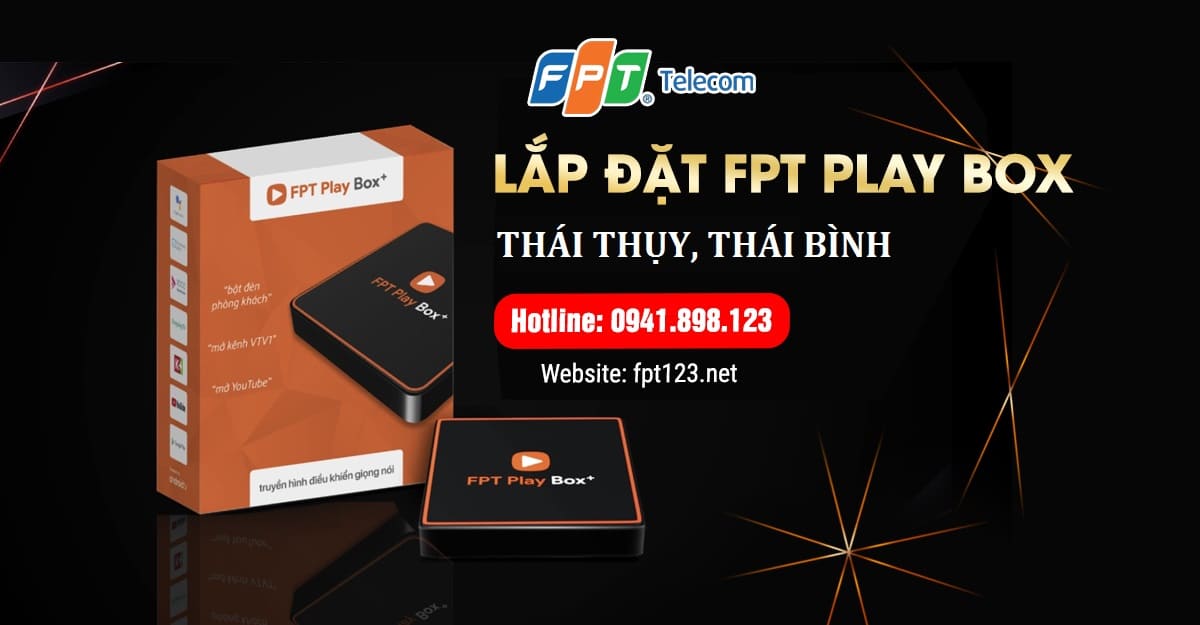 FPT Telecom
LẮP ĐẶT FPT PLAY BOX
THÁI THỤY, THÁI BÌNH
Hotline: 0941.898.123
Website: fpt123.net
FPT Play Box+
"bật đèn
phòng khách"
"mở kênh VTV1"
"mở YouTube"
truyền hình điều khiển giọng nói
FPT Play Box+
FPT Play Box+